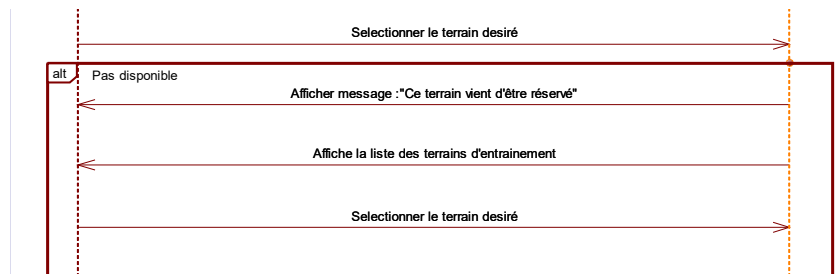 Selectionner le terrain desiré
alt
Pas disponible
Afficher message :"Ce terrain vient d'être réservé"
Affiche la liste des terrains d'entrainement
Selectionner le terrain desiré